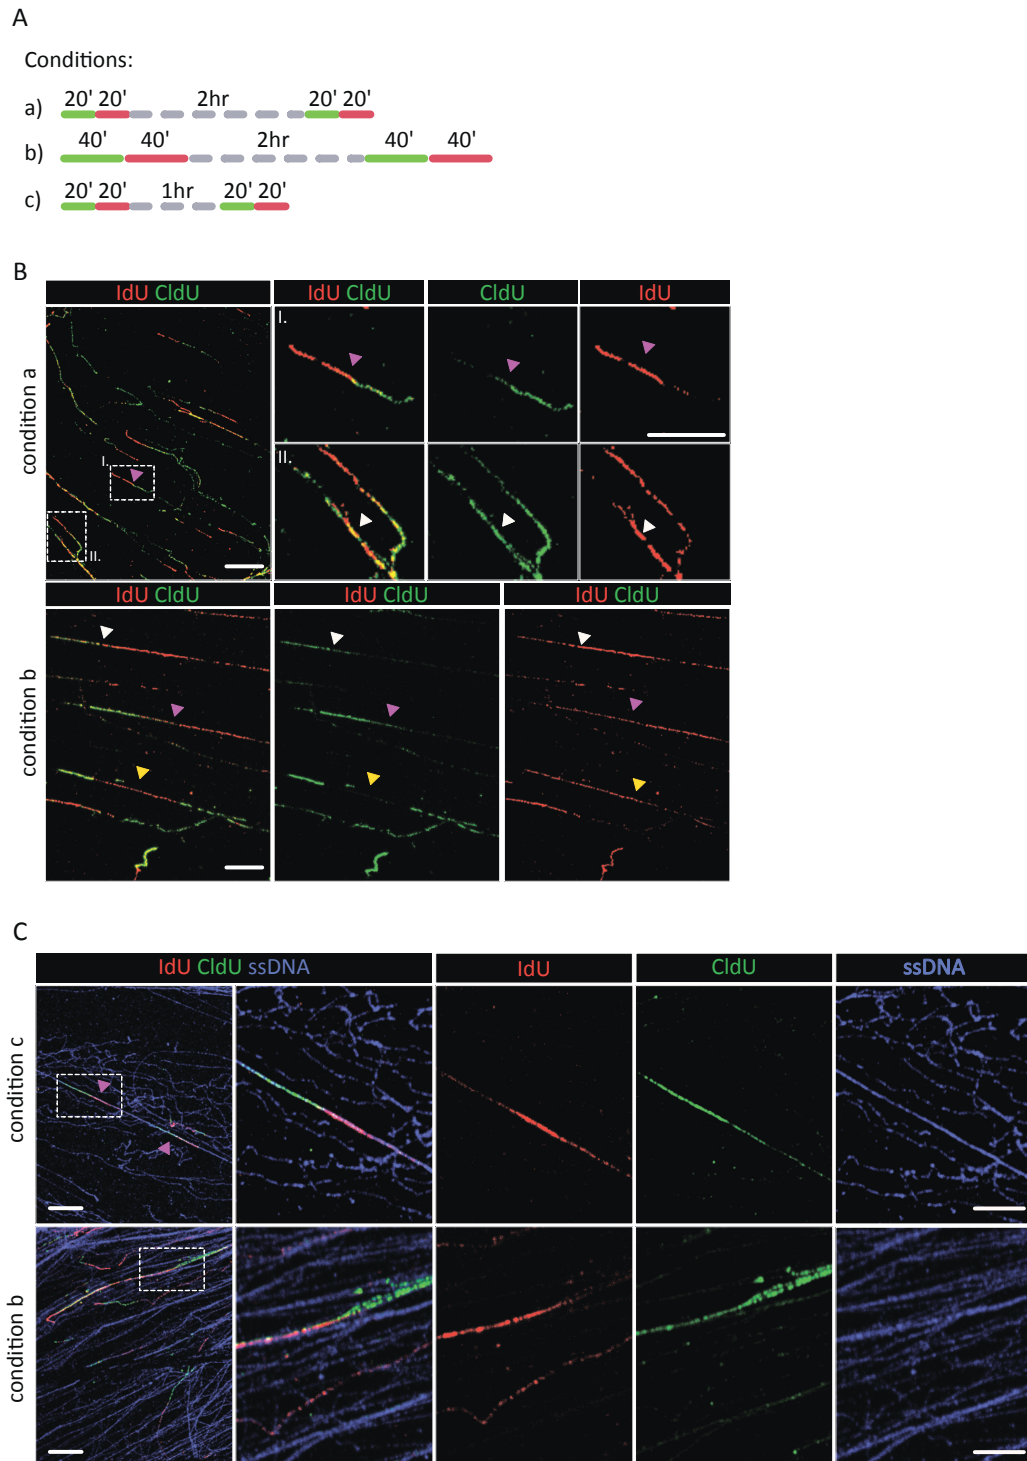 A
Conditions:
a) 20' 20' 2hr 20' 20'
b) 40' 40' 2hr 40' 40'
c) 20' 20' 1hr 20' 20'
B
IdU CldU IdU CldU CldU IdU
condition a
I.
II.
I.
II.
IdU CldU IdU CldU IdU CldU
condition b
C
IdU CldU ssDNA IdU CldU ssDNA
condition c
condition b